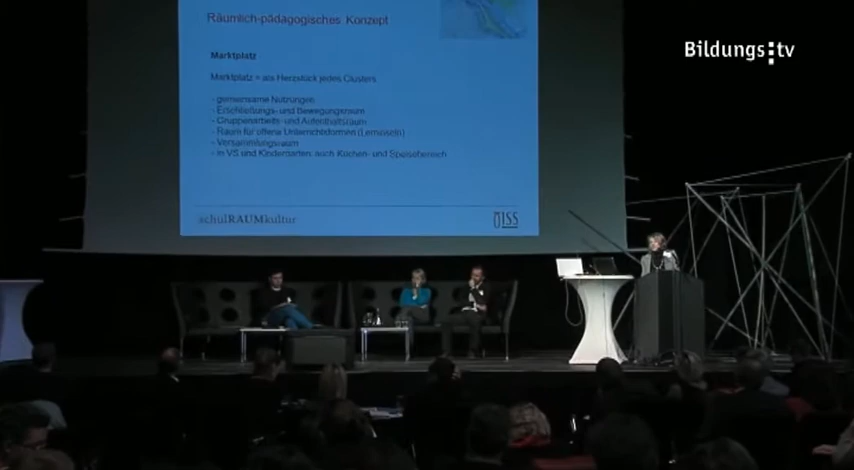 Räumlich-pädagogisches Konzept
Bildungs:tv
Marktplatz
Marktplatz = als Herzstück jedes Clusters
- gemeinsame Nutzungen
- Erschließungs- und Bewegungsraum
- Gruppenarbeits- und Aufenthaltsraum
- Raum für offene Unterrichtsformen (Lerninseln)
- Versammlungsraum
- in VS und Kindergarten: auch Küchen- und Speisebereich
schulRAUMkultur
ÖISS